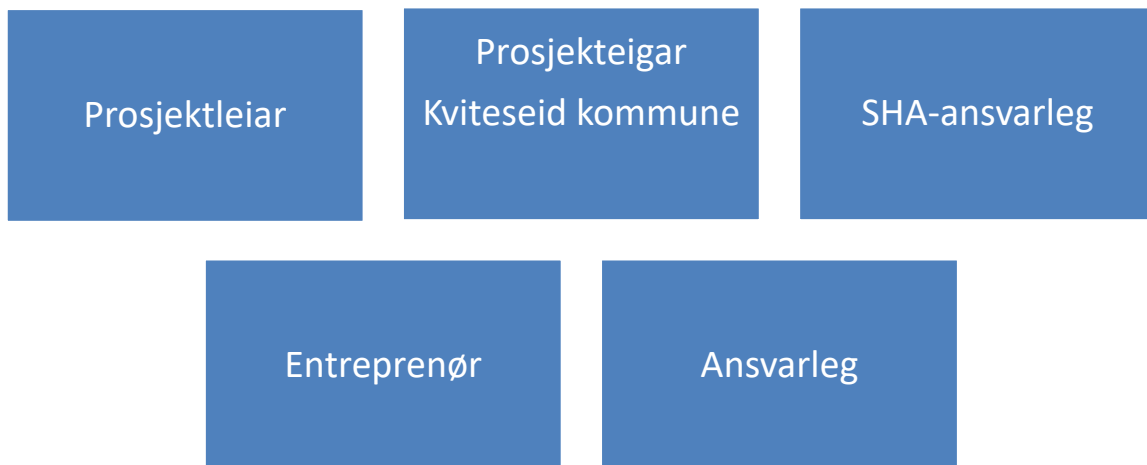 Prosjektleiar
Prosjekteigar
Kviteseid kommune
SHA-ansvarleg
Entreprenør
Ansvarleg